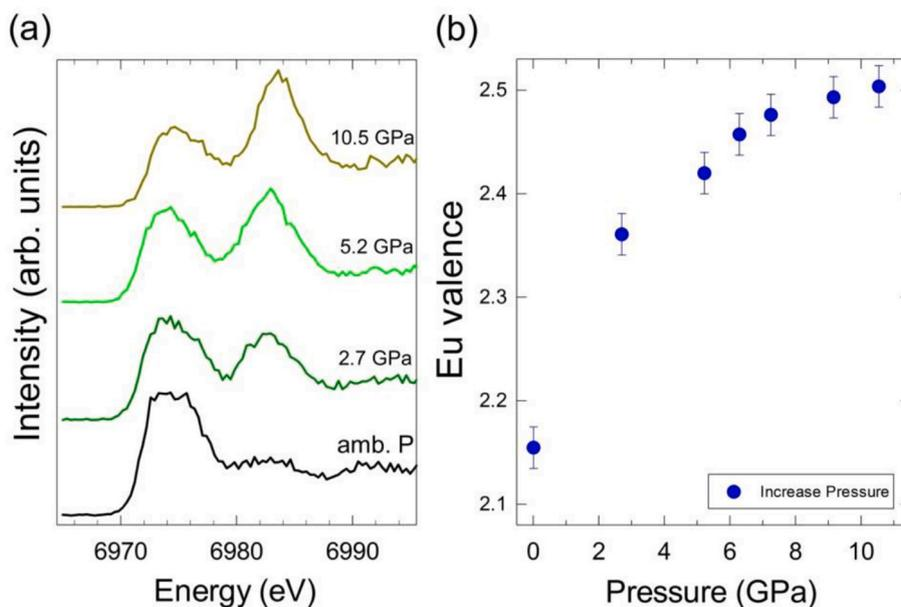 (a)
Intensity (arb. units)
10.5 GPa
5.2 GPa
2.7 GPa
amb. P
6970 6980 6990
Energy (eV)
(b)
Eu valence
2.5
2.4
2.3
2.2
2.1
Increase Pressure
0 2 4 6 8 10
Pressure (GPa)